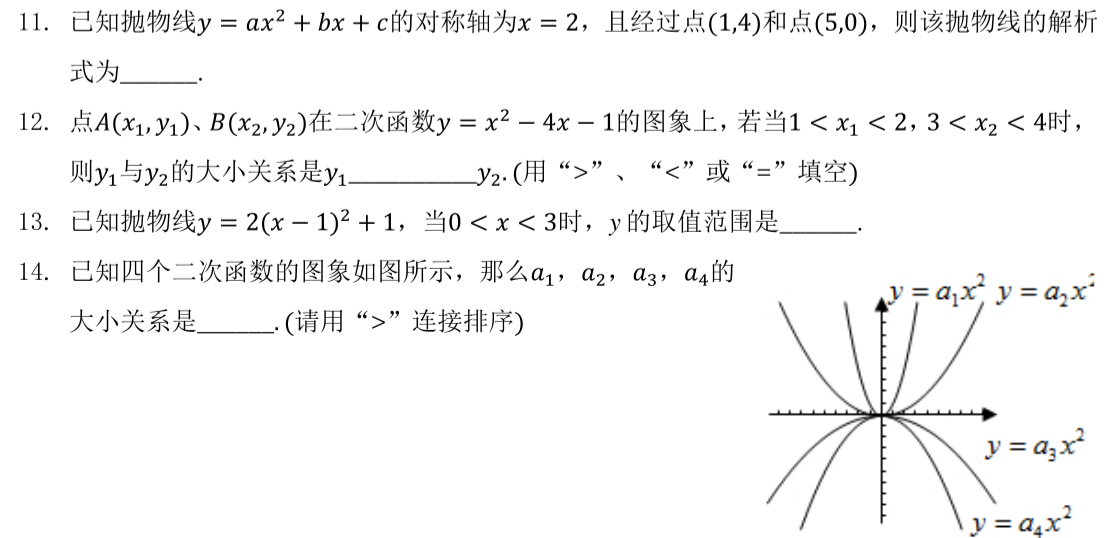 11. 已知抛物线y = ax² + bx + c的对称轴为x = 2，且经过点(1,4)和点(5,0)，则该抛物线的解析
式为______.
12. 点A(x₁, y₁)、B(x₂, y₂)在二次函数y = x² − 4x − 1的图象上，若当1 < x₁ < 2，3 < x₂ < 4时，
则y₁与y₂的大小关系是y₁__________y₂. (用“>”、“<”或“=”填空)
13. 已知抛物线y = 2(x − 1)² + 1，当0 < x < 3时，y 的取值范围是______.
14. 已知四个二次函数的图象如图所示，那么a₁，a₂，a₃，a₄的
大小关系是______. (请用“>”连接排序)
y = a₁x² y = a₂x²
y = a₃x²
y = a₄x²